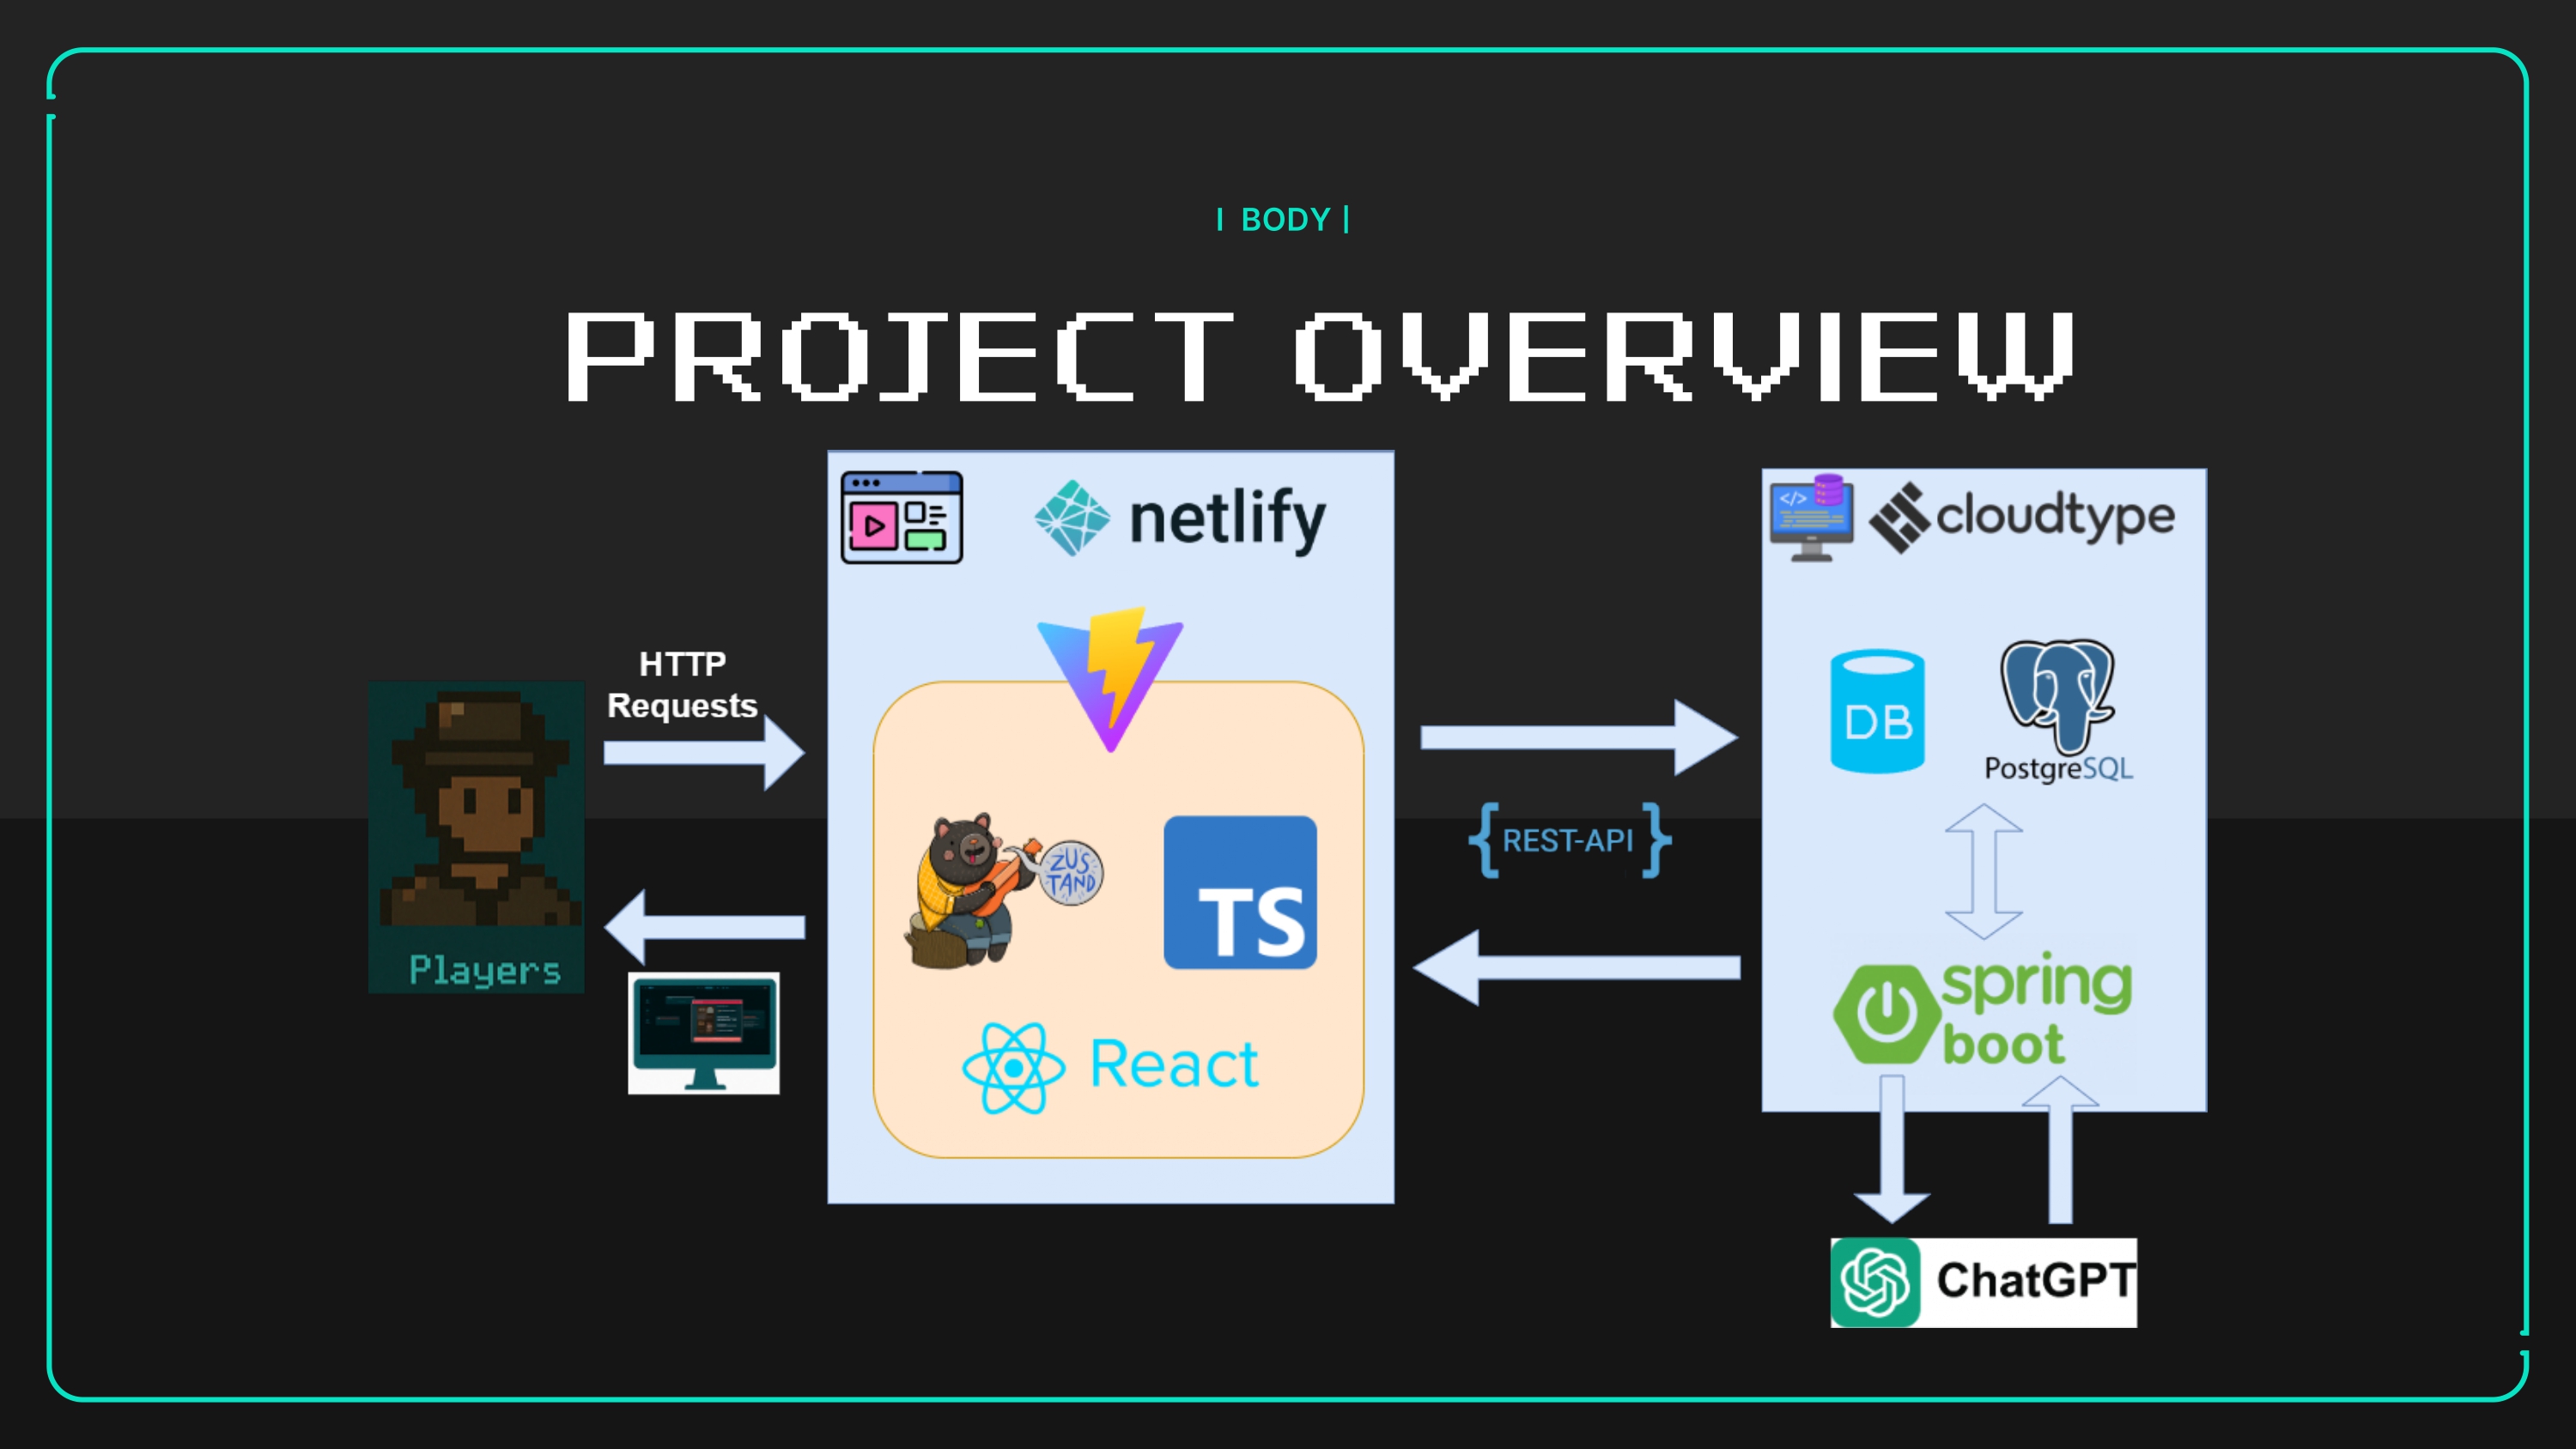 | BODY |
PROJECT OVERVIEW
netlify
cloudtype
HTTP
Requests
DB
PostgreSQL
ZUS
TAND
TS
{ REST-API }
Players
spring
boot
React
ChatGPT